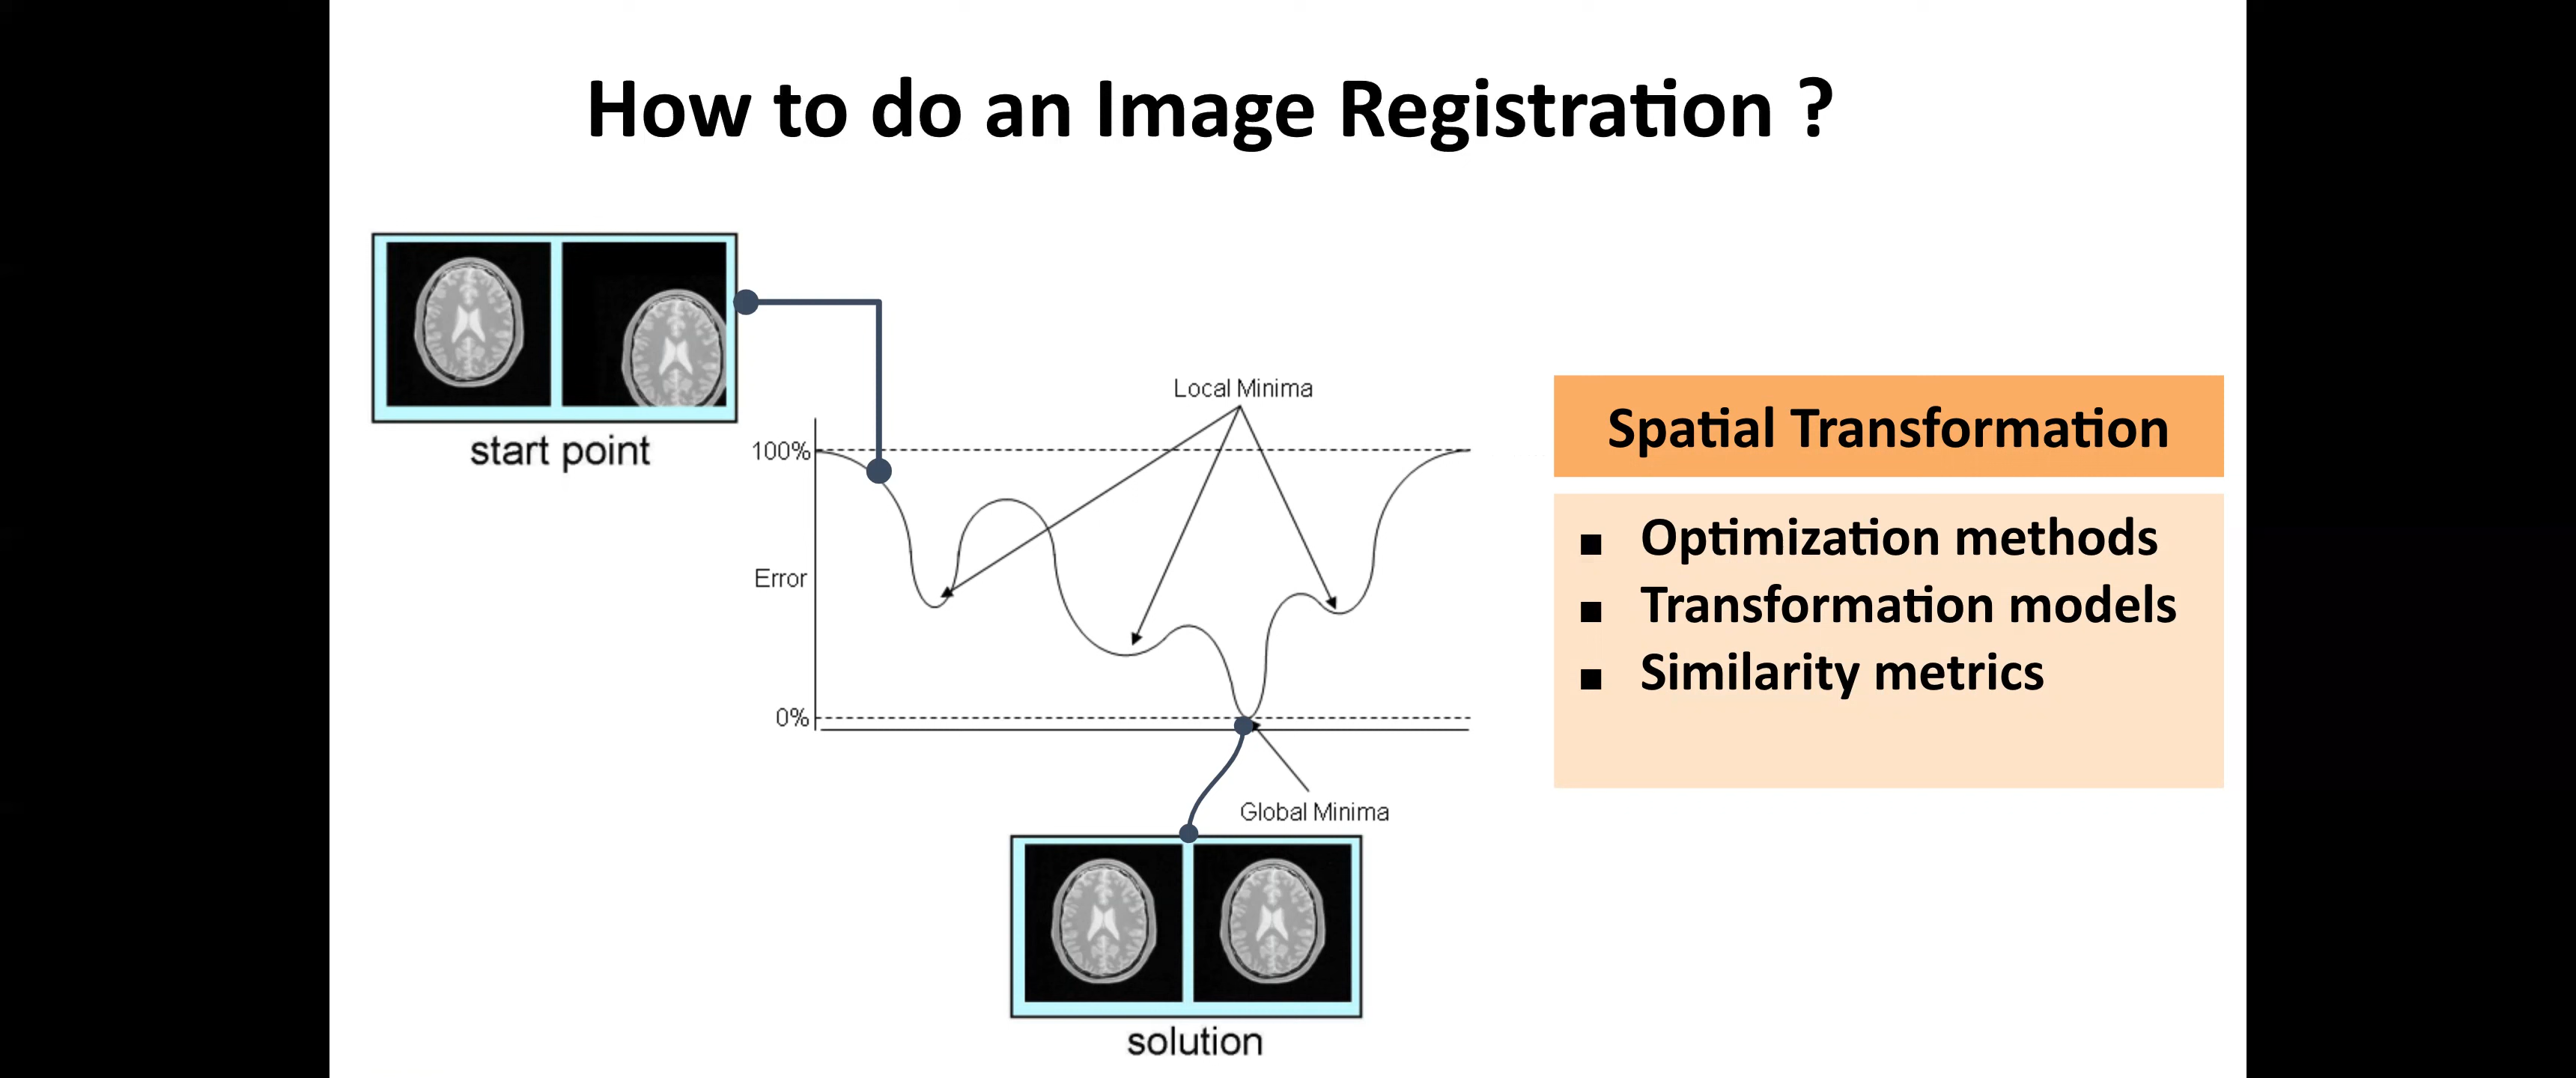 How to do an Image Registration ?
start point
Local Minima
100%
Error
0%
Global Minima
solution
Spatial Transformation
▪ Optimization methods
▪ Transformation models
▪ Similarity metrics